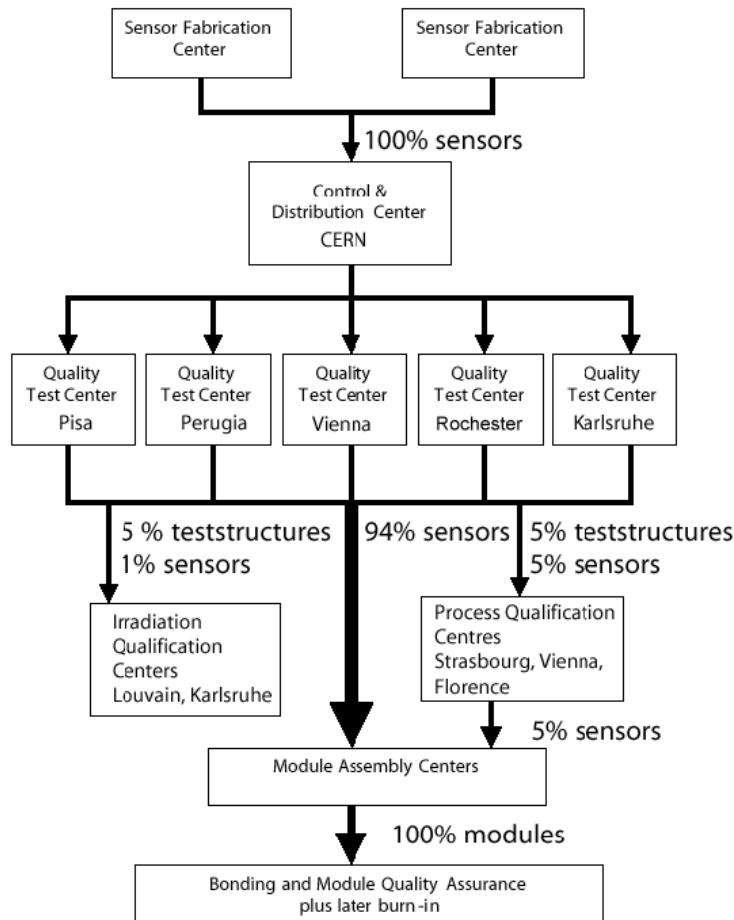 Sensor Fabrication
Center
Sensor Fabrication
Center
100% sensors
Control &
Distribution Center
CERN
Quality
Test Center
Pisa
Quality
Test Center
Perugia
Quality
Test Center
Vienna
Quality
Test Center
Rochester
Quality
Test Center
Karlsruhe
5 % teststructures
1% sensors
94% sensors
5% teststructures
5% sensors
Irradiation
Qualification
Centers
Louvain, Karlsruhe
Process Qualification
Centres
Strasbourg, Vienna,
Florence
5% sensors
Module Assembly Centers
100% modules
Bonding and Module Quality Assurance
plus later burn-in